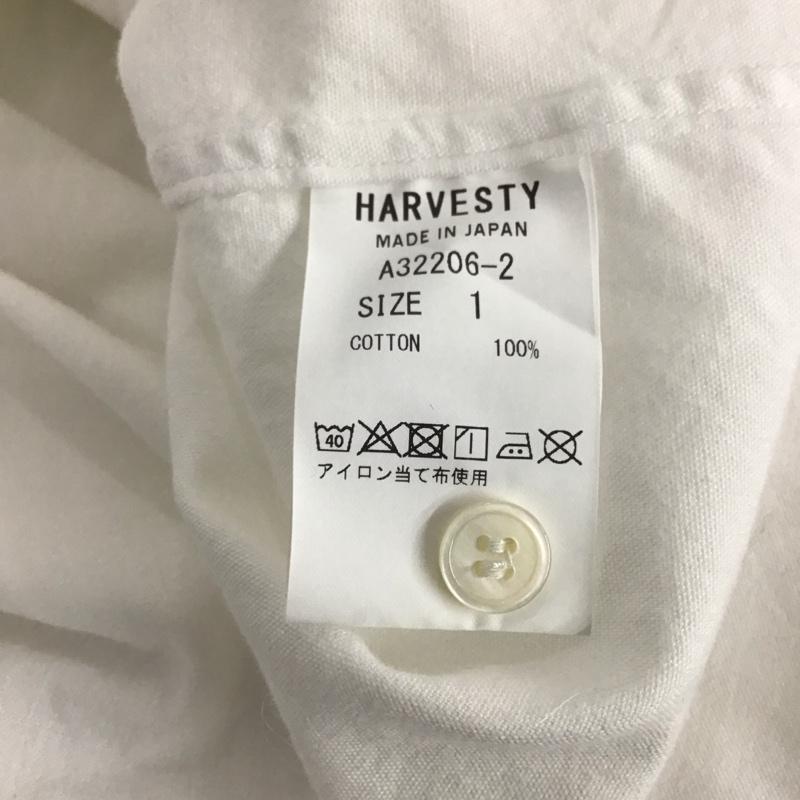 HARVESTY
MADE IN JAPAN
A32206-2
SIZE 1
COTTON 100%
40
アイロン当て布使用